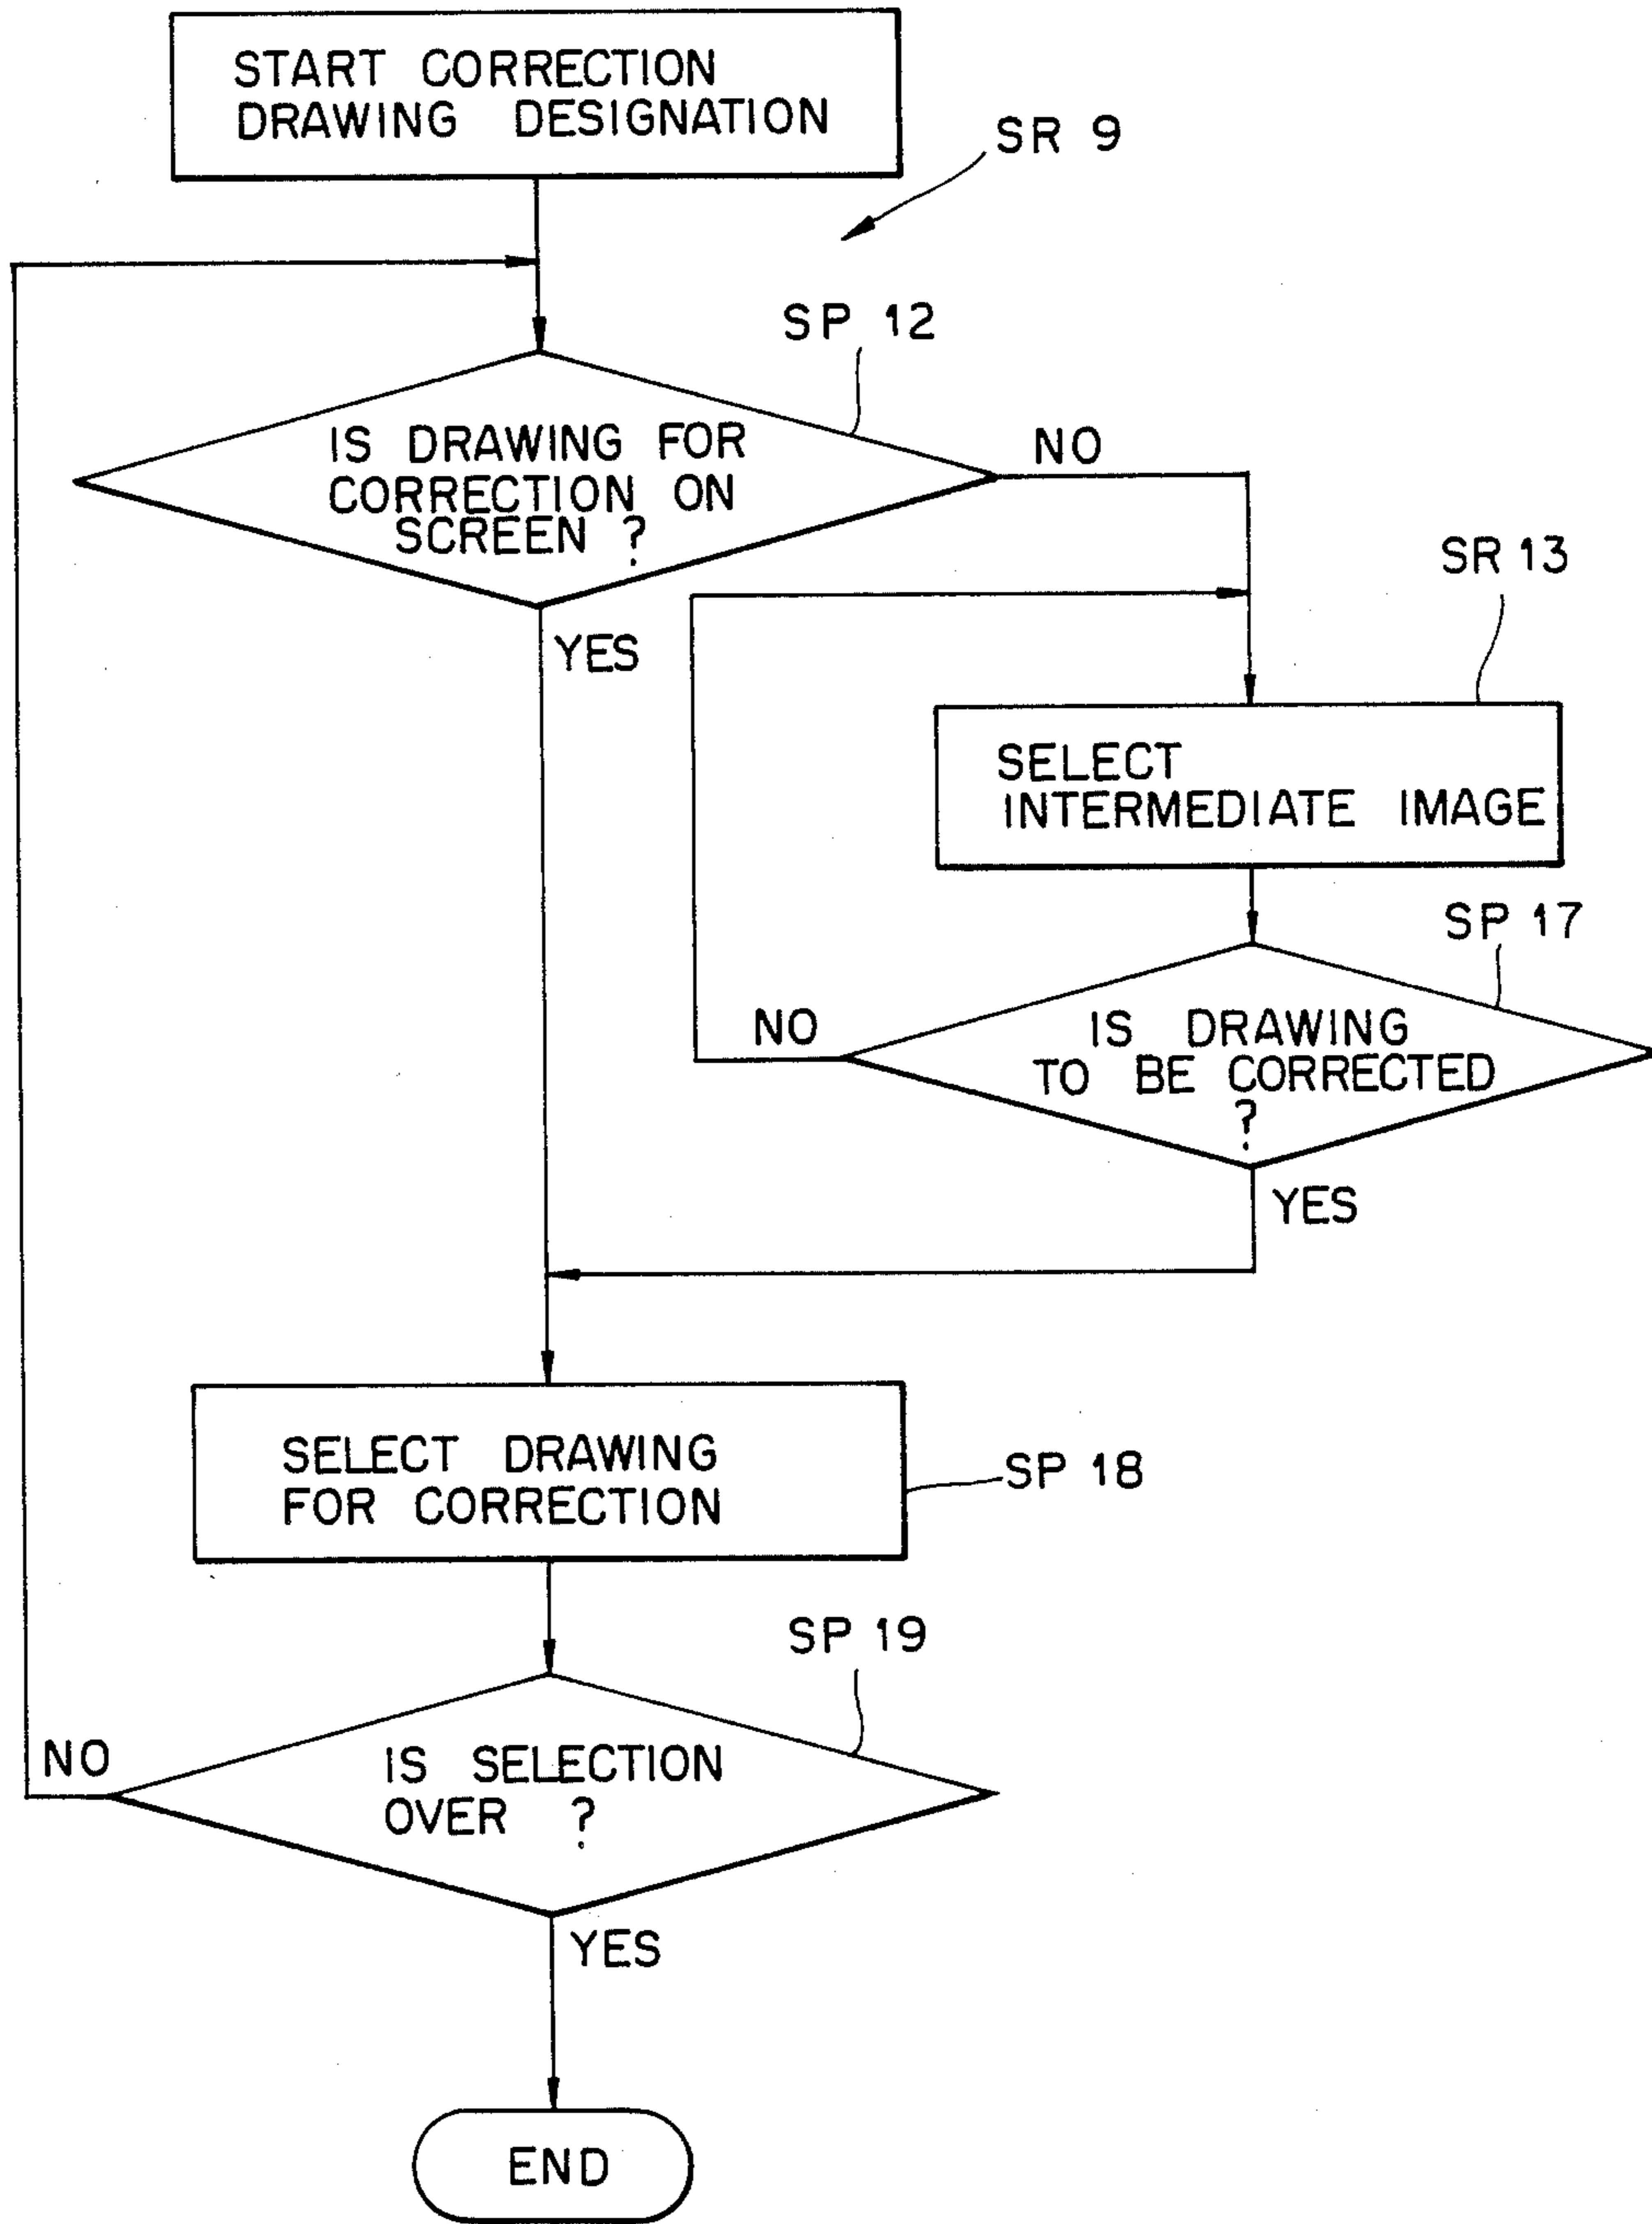 START CORRECTION
DRAWING DESIGNATION
SR 9
SP 12
IS DRAWING FOR
CORRECTION ON
SCREEN ?
NO
YES
SR 13
SELECT
INTERMEDIATE IMAGE
SP 17
IS DRAWING
TO BE CORRECTED
?
NO
YES
SELECT DRAWING
FOR CORRECTION
SP 18
SP 19
IS SELECTION
OVER ?
NO
YES
END